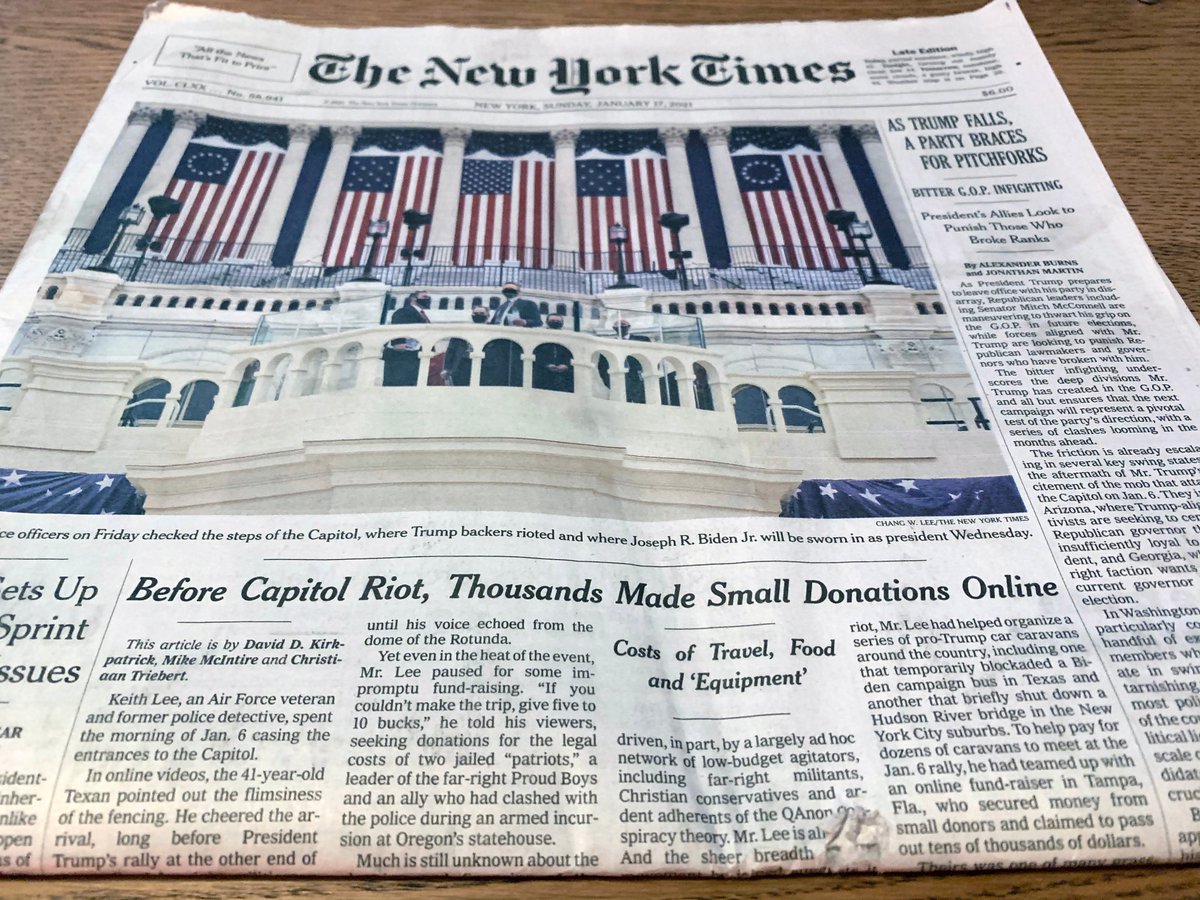 "All the News
That's Fit to Print"
The New York Times
Late Edition
VOL. CLXX . . . No. 58,941
NEW YORK, SUNDAY, JANUARY 17, 2021
$6.00
AS TRUMP FALLS,
A PARTY BRACES
FOR PITCHFORKS
BITTER G.O.P. INFIGHTING
President's Allies Look to
Punish Those Who
Broke Ranks
By ALEXANDER BURNS
and JONATHAN MARTIN
As President Trump prepares
to leave office with his party in dis-
array, Republican leaders includ-
ing Senator Mitch McConnell are
maneuvering to thwart his grip on
the G.O.P. in future elections,
while forces aligned with Mr.
Trump are looking to punish Re-
publican lawmakers and gover-
nors who have broken with him.
The bitter infighting under-
scores the deep divisions Mr.
Trump has created in the G.O.P.
and all but ensures that the next
campaign will represent a pivotal
test of the party's direction, with a
series of clashes looming in the
months ahead.
The friction is already escala
ing in several key swing states
the aftermath of Mr. Trump's
citement of the mob that atta
the Capitol on Jan. 6. They i
Arizona, where Trump-ali
tivists are seeking to cen
Republican governor th
insufficiently loyal to
dent, and Georgia, w
right faction wants
current governor
election.
In Washington
particularly
handful of
members wh
ate in swi
tarnishing
most pol
of the co
litical li
scale
didat
cruc
CHANG W. LEE/THE NEW YORK TIMES
ce officers on Friday checked the steps of the Capitol, where Trump backers rioted and where Joseph R. Biden Jr. will be sworn in as president Wednesday.
ets Up
Sprint
ssues
AR
ident-
nher-
nlike
open
ns of
Before Capitol Riot, Thousands Made Small Donations Online
This article is by David D. Kirk-
patrick, Mike McIntire and Christi-
aan Triebert.
Keith Lee, an Air Force veteran
and former police detective, spent
the morning of Jan. 6 casing the
entrances to the Capitol.
In online videos, the 41-year-old
Texan pointed out the flimsiness
of the fencing. He cheered the ar-
rival, long before President
Trump's rally at the other end of
until his voice echoed from the
dome of the Rotunda.
Yet even in the heat of the event,
Mr. Lee paused for some im-
promptu fund-raising. "If you
couldn't make the trip, give five to
10 bucks," he told his viewers,
seeking donations for the legal
costs of two jailed "patriots," a
leader of the far-right Proud Boys
and an ally who had clashed with
the police during an armed incur-
sion at Oregon's statehouse.
Much is still unknown about the
Costs of Travel, Food
and 'Equipment'
driven, in part, by a largely ad hoc
network of low-budget agitators,
including far-right militants,
Christian conservatives and ar-
dent adherents of the QAnon
spiracy theory. Mr. Lee is al
And the sheer breadth
riot, Mr. Lee had helped organize a
series of pro-Trump car caravans
around the country, including one
that temporarily blockaded a Bi-
den campaign bus in Texas and
another that briefly shut down a
Hudson River bridge in the New
York City suburbs. To help pay for
dozens of caravans to meet at the
Jan. 6 rally, he had teamed up with
an online fund-raiser in Tampa,
Fla., who secured money from
small donors and claimed to pass
out tens of thousands of dollars.
Theirs was one of many grass